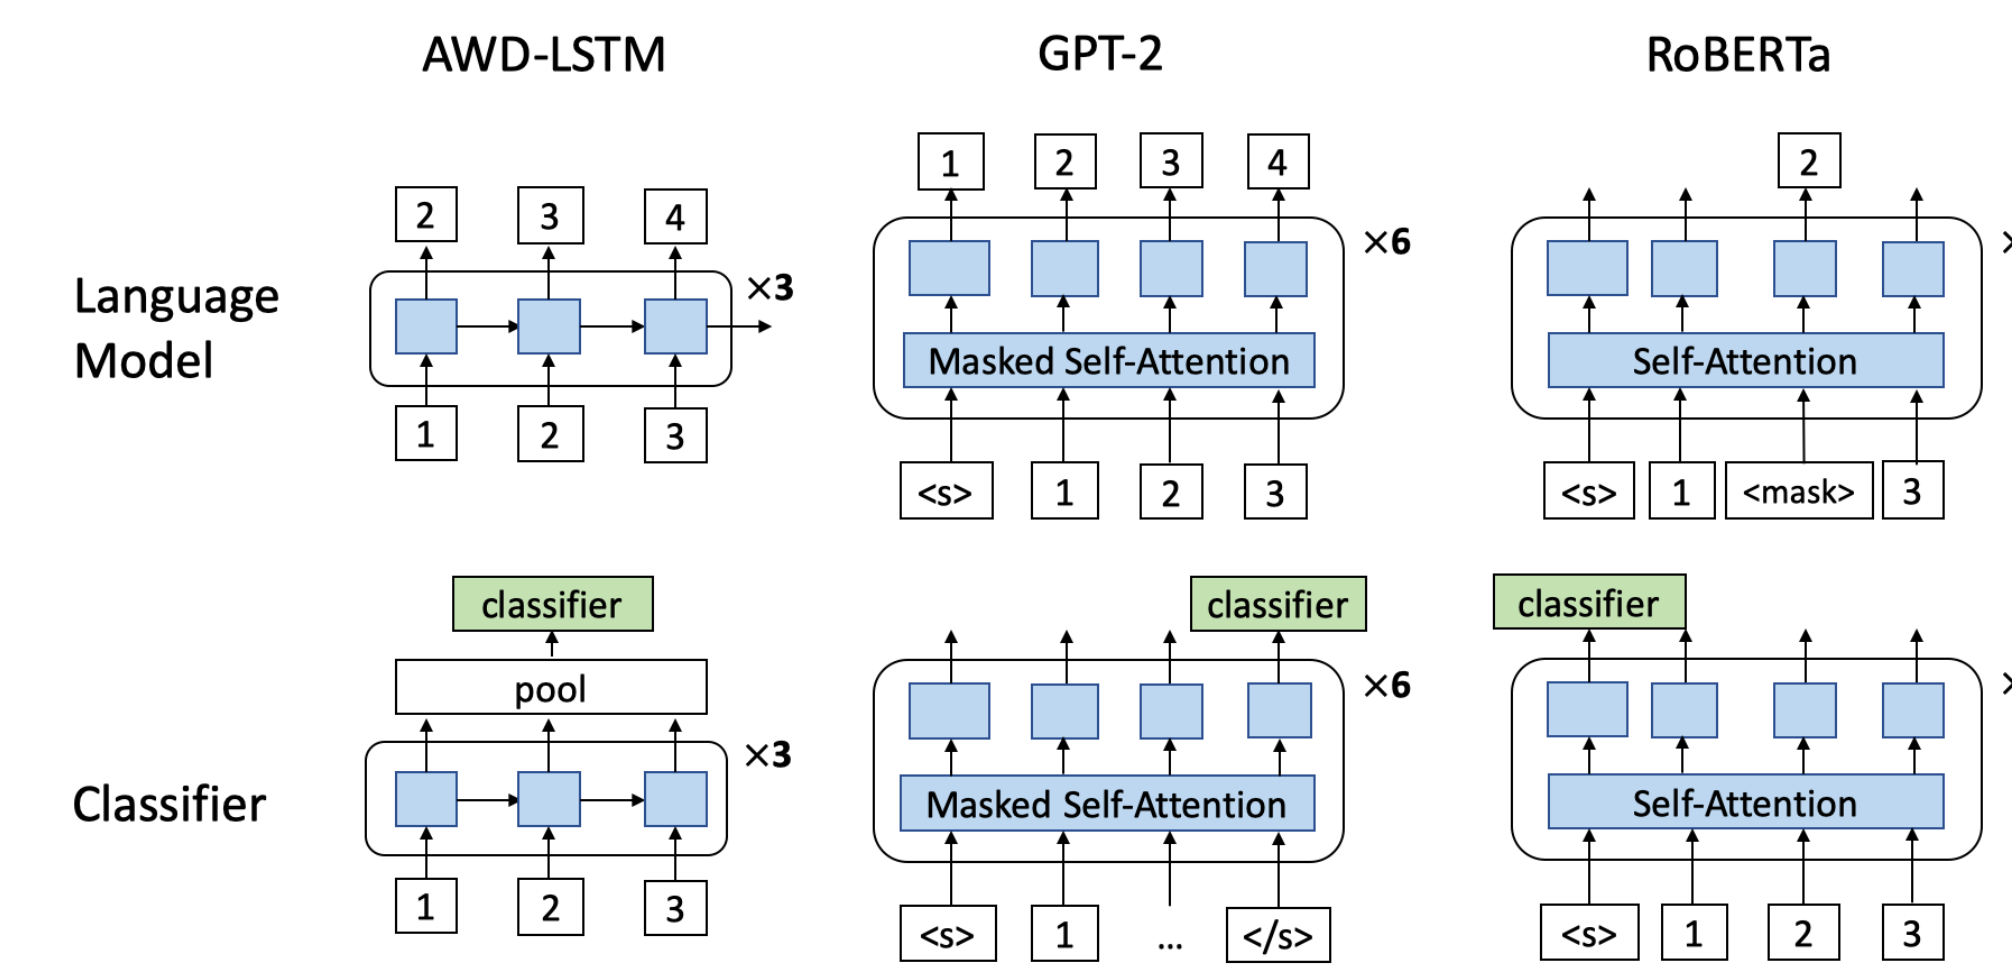 AWD-LSTM
GPT-2
RoBERTa
Language
Model
2 3 4
×3
1 2 3
1 2 3 4
×6
Masked Self-Attention
<s> 1 2 3
2
×
Self-Attention
<s> 1 <mask> 3
Classifier
classifier
pool
×3
1 2 3
classifier
×6
Masked Self-Attention
<s> 1 ... </s>
classifier
×
Self-Attention
<s> 1 2 3